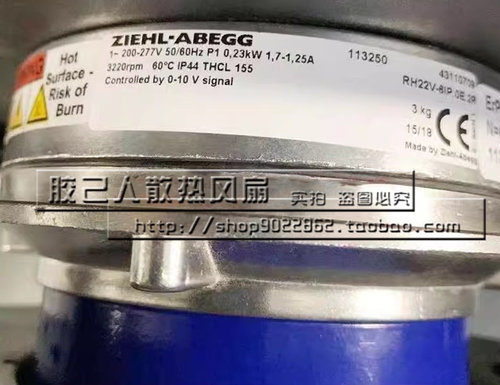 Hot
Surface -
Risk of
Burn
ZIEHL-ABEGG
1~ 200-277V 50/60Hz P1 0,23kW 1,7-1,25A
3220rpm 60°C IP44 THCL 155
Controlled by 0-10 V signal
113250
43110709
RH22V-6IP.0E.2R
3 kg
15/18
CE
Made by Ziehl-Abegg
胶己人散热风扇
实拍 盗图必究
http://shop9022862.taobao.com